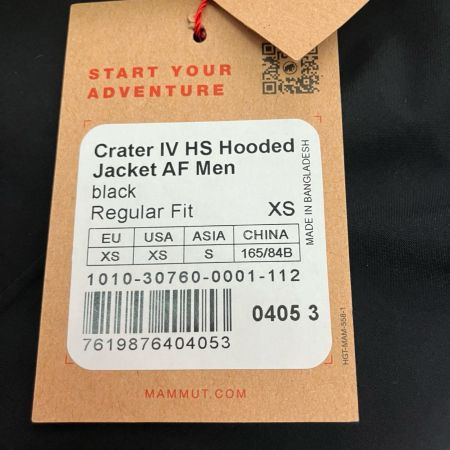 START YOUR
ADVENTURE
Crater IV HS Hooded
Jacket AF Men
black
Regular Fit XS
MADE IN BANGLADESH
EU USA ASIA CHINA
XS XS S 165/84B
1010-30760-0001-112
0405 3
7619876404053
HGT-MAM-558-1
MAMMUT.COM